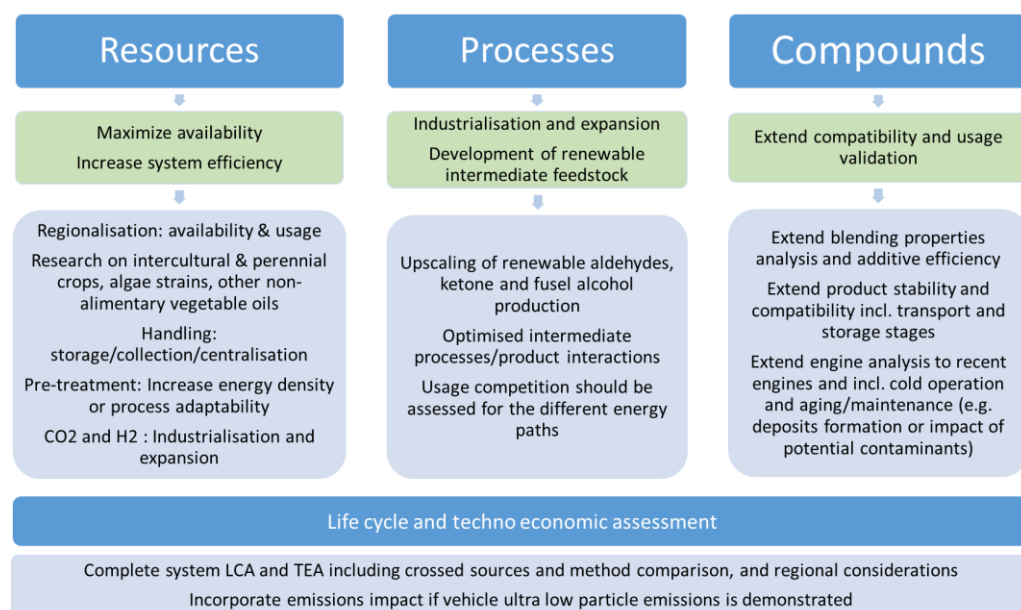 Resources
Maximize availability
Increase system efficiency
Regionalisation: availability & usage
Research on intercultural & perennial
crops, algae strains, other non-
alimentary vegetable oils
Handling:
storage/collection/centralisation
Pre-treatment: Increase energy density
or process adaptability
CO2 and H2 : Industrialisation and
expansion
Processes
Industrialisation and expansion
Development of renewable
intermediate feedstock
Upscaling of renewable aldehydes,
ketone and fusel alcohol
production
Optimised intermediate
processes/product interactions
Usage competition should be
assessed for the different energy
paths
Compounds
Extend compatibility and usage
validation
Extend blending properties
analysis and additive efficiency
Extend product stability and
compatibility incl. transport and
storage stages
Extend engine analysis to recent
engines and incl. cold operation
and aging/maintenance (e.g.
deposits formation or impact of
potential contaminants)
Life cycle and techno economic assessment
Complete system LCA and TEA including crossed sources and method comparison, and regional considerations
Incorporate emissions impact if vehicle ultra low particle emissions is demonstrated